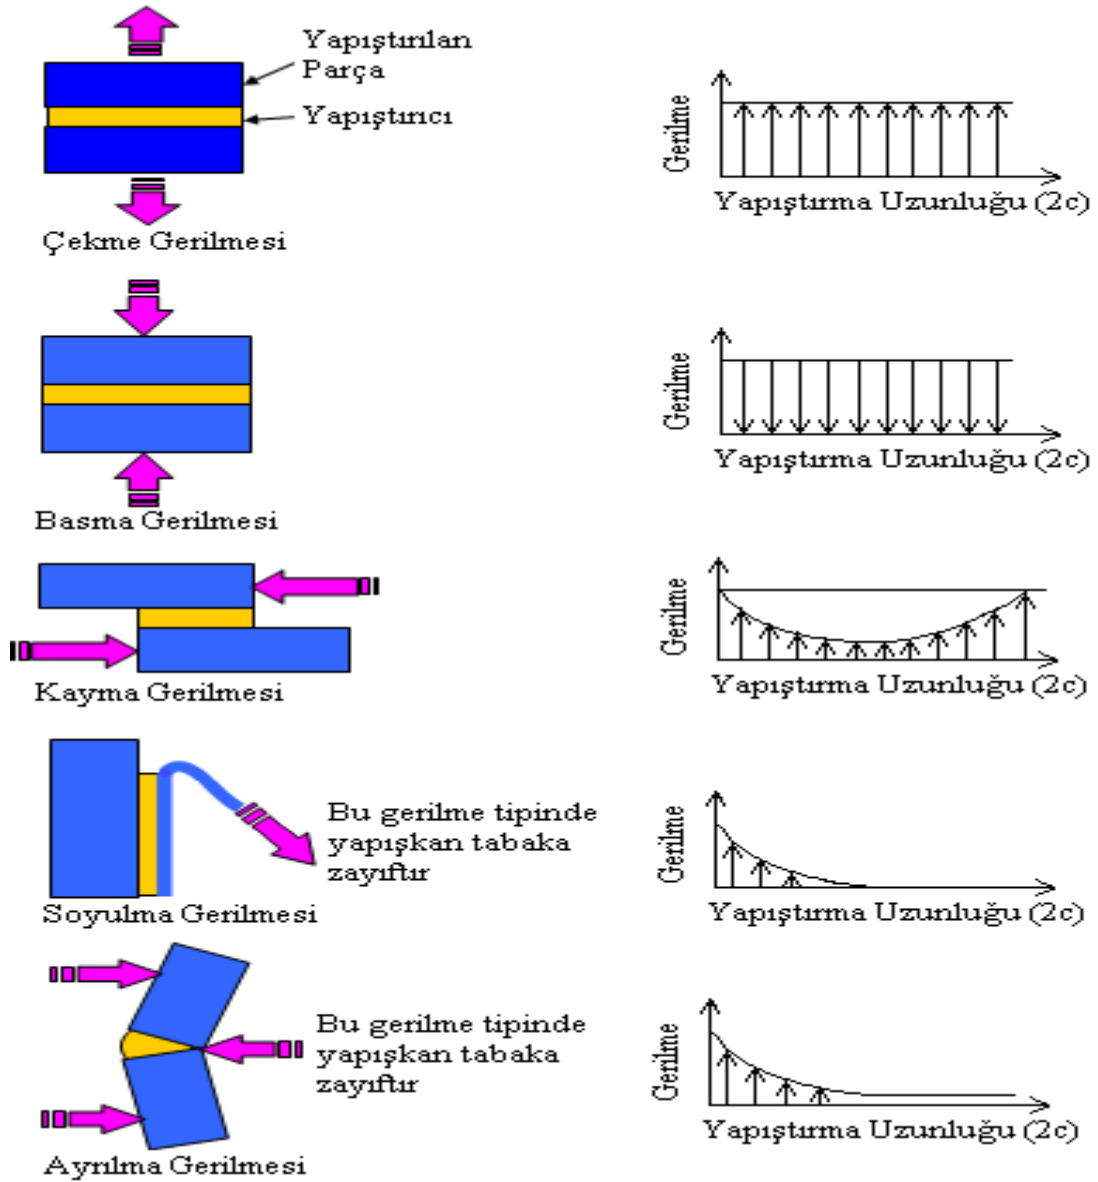 Yapıştırılan
Parça
Yapıştırıcı
Çekme Gerilmesi
Gerilme
Yapıştırma Uzunluğu (2c)
Basma Gerilmesi
Gerilme
Yapıştırma Uzunluğu (2c)
Kayma Gerilmesi
Gerilme
Yapıştırma Uzunluğu (2c)
Bu gerilme tipinde
yapışkan tabaka
zayıftır
Soyulma Gerilmesi
Gerilme
Yapıştırma Uzunluğu (2c)
Bu gerilme tipinde
yapışkan tabaka
zayıftır
Ayrılma Gerilmesi
Gerilme
Yapıştırma Uzunluğu (2c)